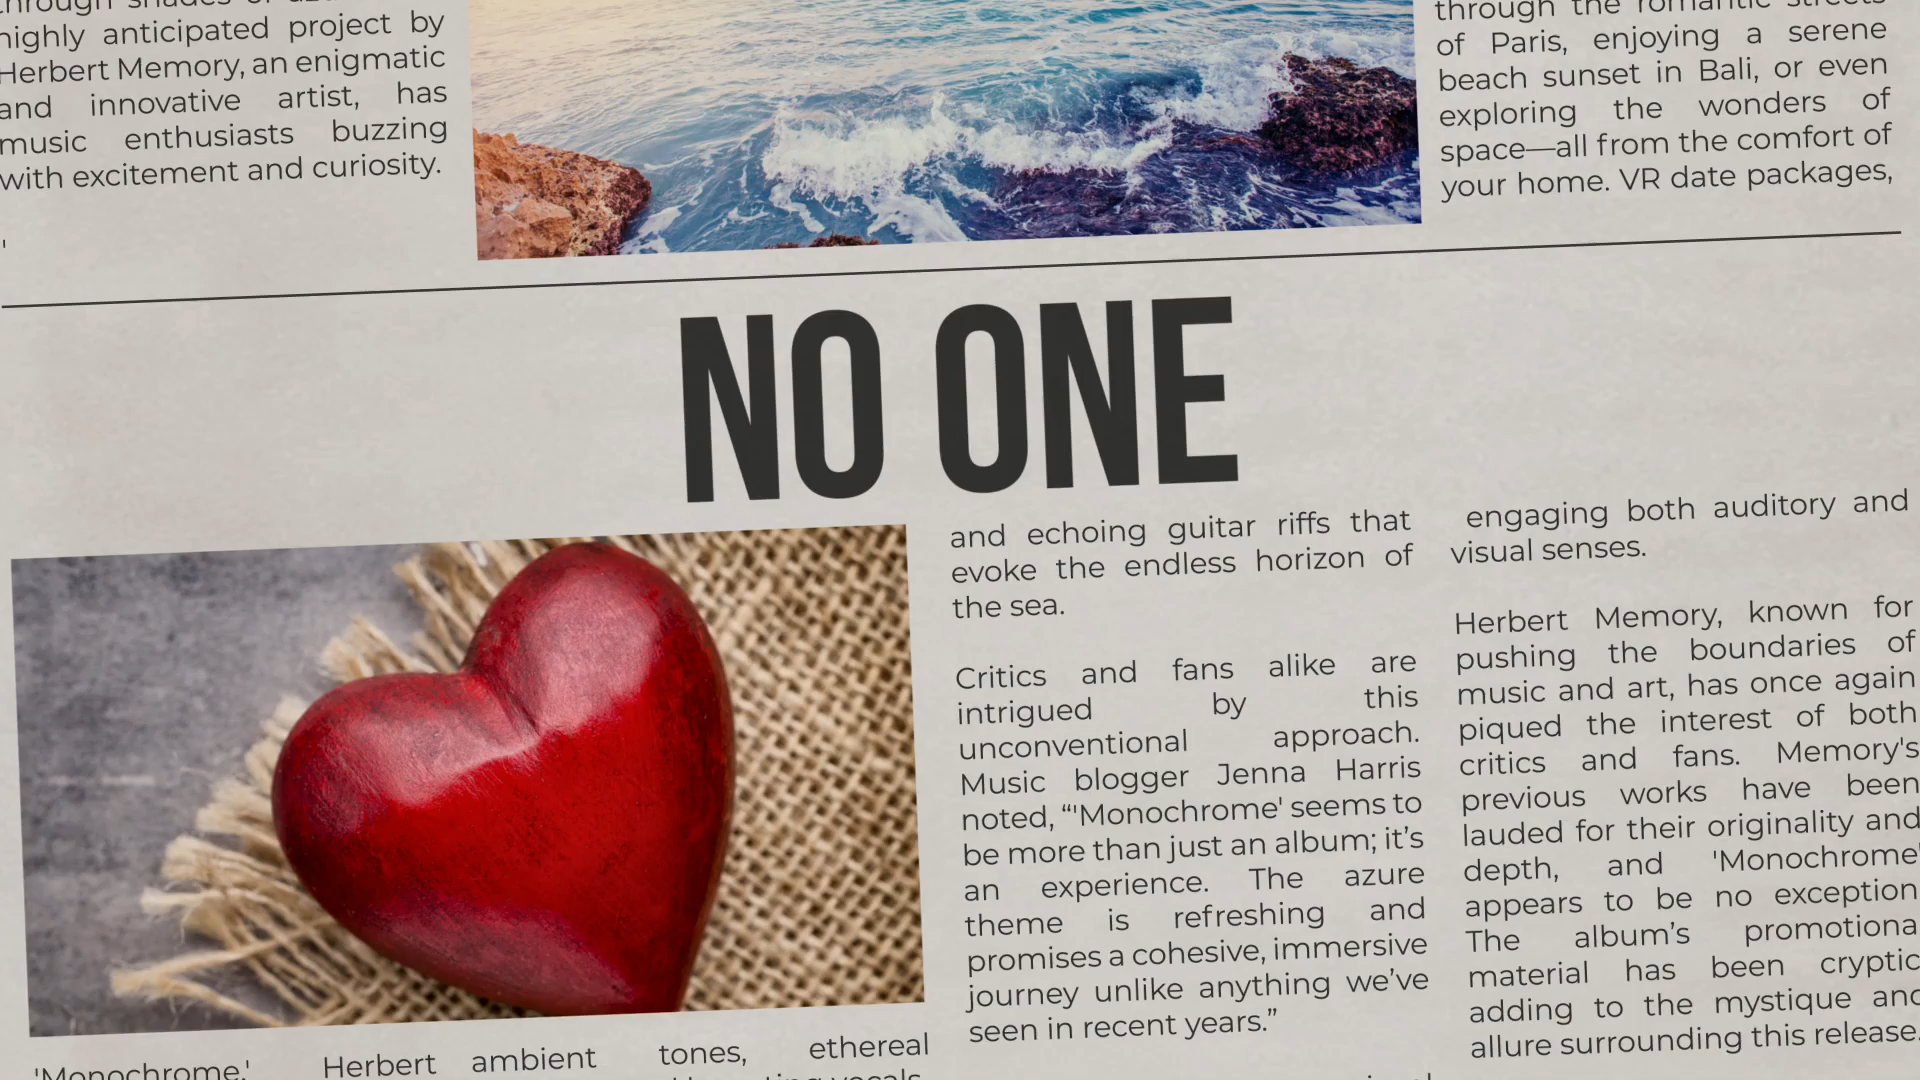 highly anticipated project by
Herbert Memory, an enigmatic
and innovative artist, has
music enthusiasts buzzing
with excitement and curiosity.
'
through the romantic streets
of Paris, enjoying a serene
beach sunset in Bali, or even
exploring the wonders of
space—all from the comfort of
your home. VR date packages,
NO ONE
'Monochrome,' Herbert ambient tones, ethereal
and echoing guitar riffs that
evoke the endless horizon of
the sea.
Critics and fans alike are
intrigued by this
unconventional approach.
Music blogger Jenna Harris
noted, “'Monochrome' seems to
be more than just an album; it’s
an experience. The azure
theme is refreshing and
promises a cohesive, immersive
journey unlike anything we’ve
seen in recent years.”
engaging both auditory and
visual senses.
Herbert Memory, known for
pushing the boundaries of
music and art, has once again
piqued the interest of both
critics and fans. Memory's
previous works have been
lauded for their originality and
depth, and 'Monochrome'
appears to be no exception
The album’s promotiona
material has been cryptic
adding to the mystique and
allure surrounding this release.